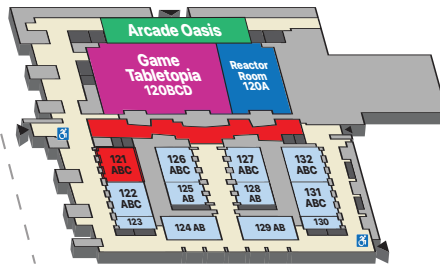 Arcade Oasis
Game
Tabletopia
120BCD
Reactor
Room
120A
121
ABC
126
ABC
127
ABC
132
ABC
122
ABC
125
AB
128
AB
131
ABC
123
124 AB
129 AB
130